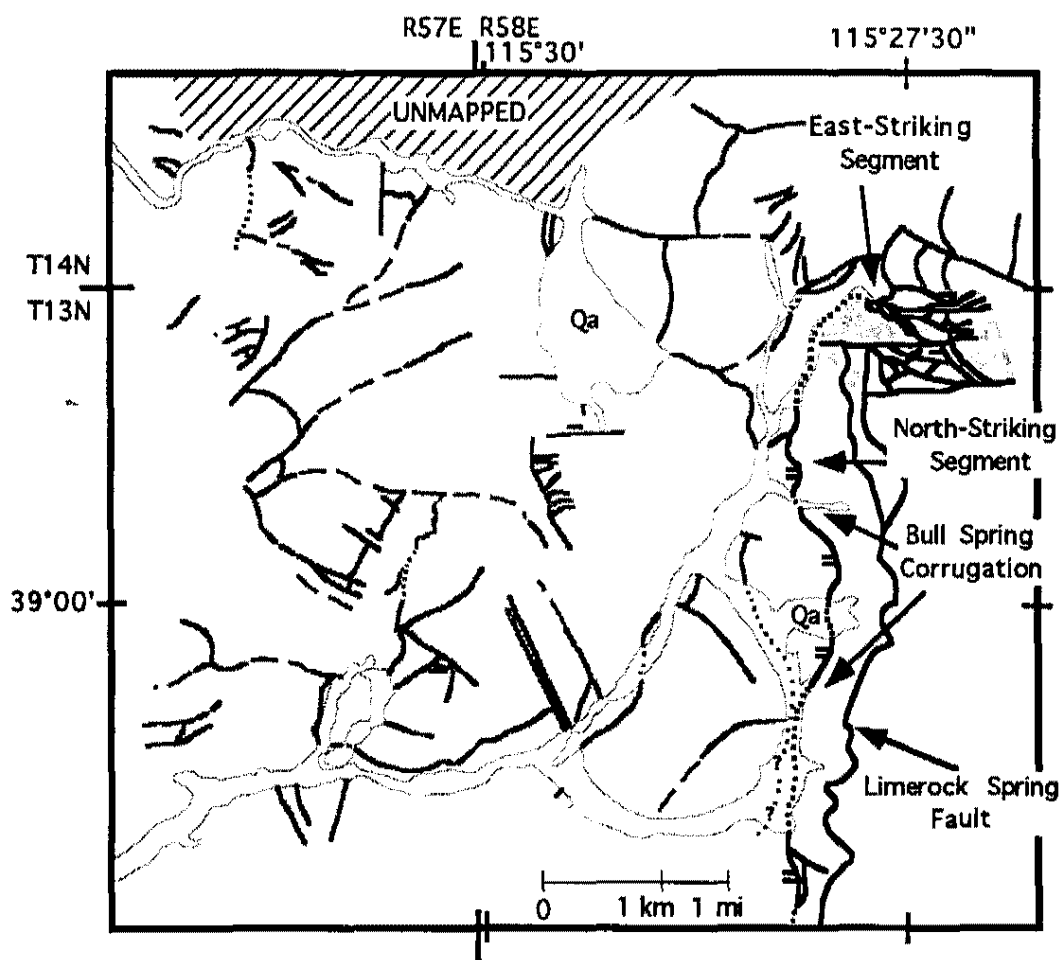 R57E R58E
115°30'
115°27'30"
UNMAPPED
East-Striking
Segment
T14N
T13N
Qa
North-Striking
Segment
Bull Spring
Corrugation
39°00'
Qa
Limerock Spring
Fault
?
?
0 1 km 1 mi